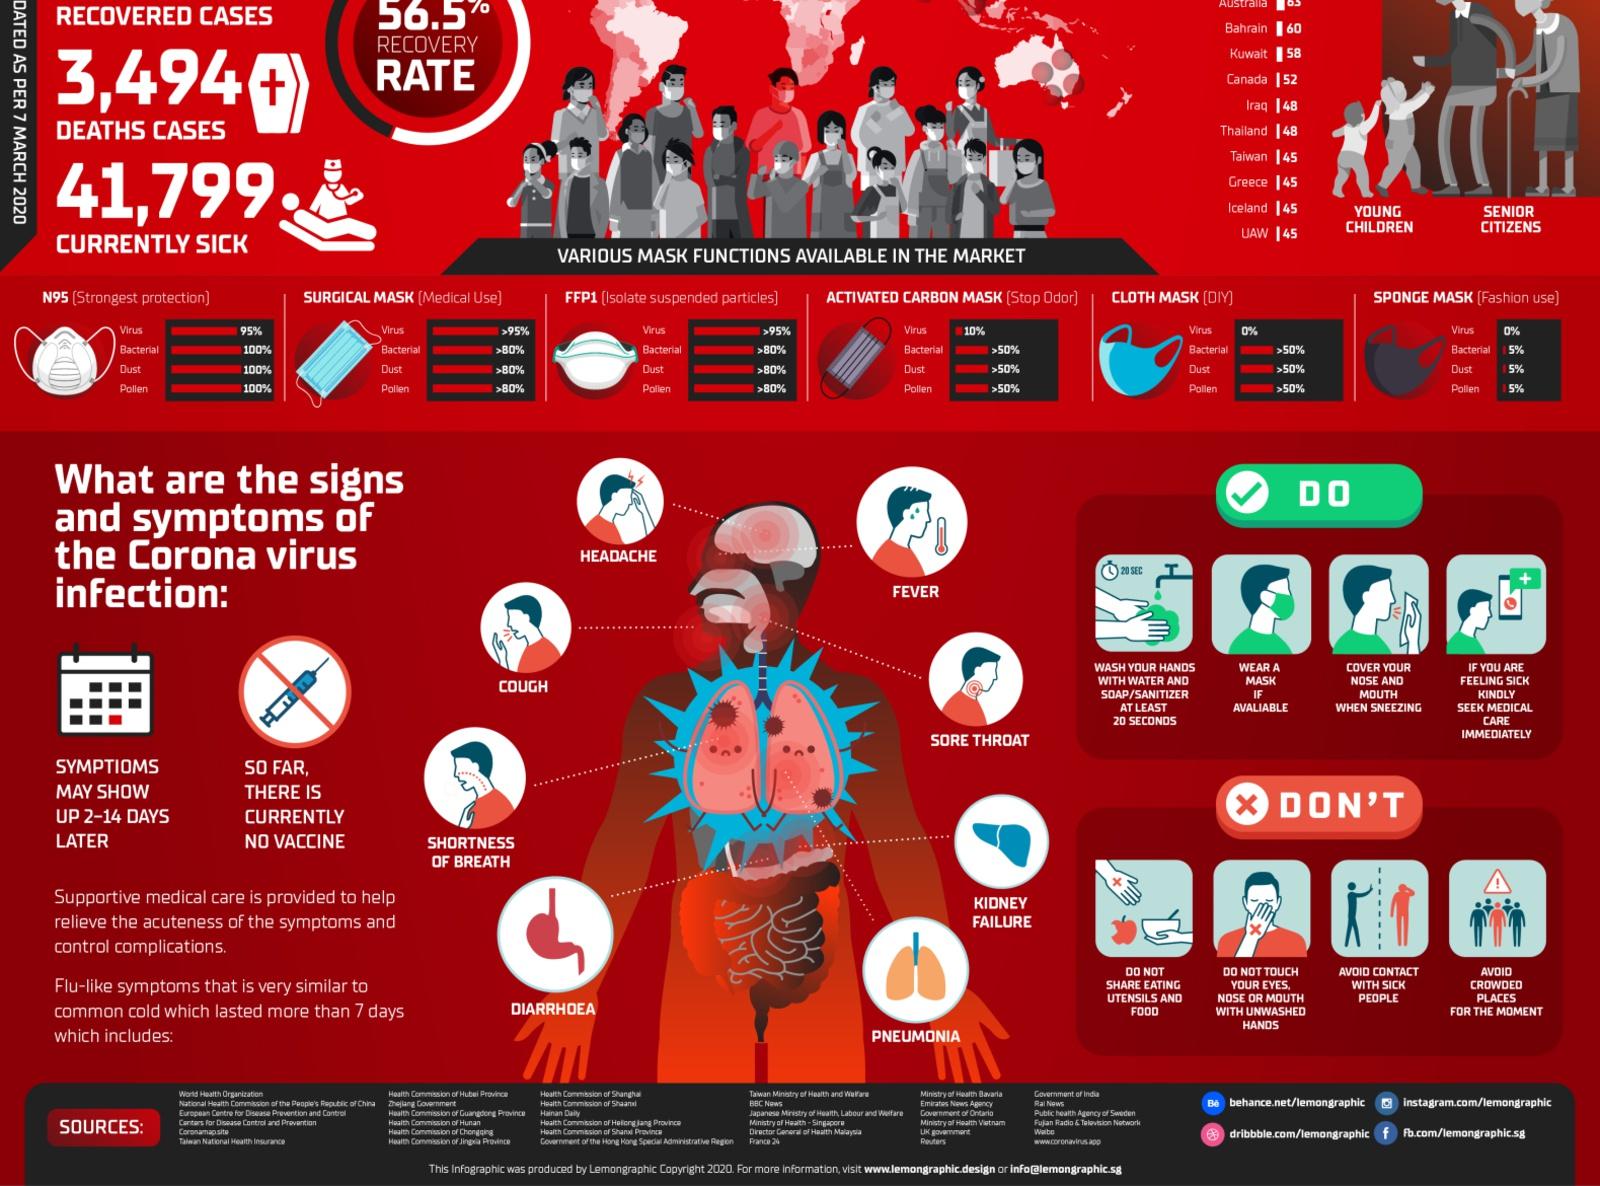 DATED AS PER 7 MARCH 2020
RECOVERED CASES
3,494
DEATHS CASES
41,799
CURRENTLY SICK
56.5%
RECOVERY
RATE
Australia 63
Bahrain 60
Kuwait 58
Canada 52
Iraq 48
Thailand 48
Taiwan 45
Greece 45
Iceland 45
UAW 45
YOUNG
CHILDREN
SENIOR
CITIZENS
VARIOUS MASK FUNCTIONS AVAILABLE IN THE MARKET
N95 (Strongest protection)
Virus 95%
Bacterial 100%
Dust 100%
Pollen 100%
SURGICAL MASK (Medical Use)
Virus >95%
Bacterial >80%
Dust >80%
Pollen >80%
FFP1 (Isolate suspended particles)
Virus >95%
Bacterial >80%
Dust >80%
Pollen >80%
ACTIVATED CARBON MASK (Stop Odor)
Virus 10%
Bacterial >50%
Dust >50%
Pollen >50%
CLOTH MASK (DIY)
Virus 0%
Bacterial >50%
Dust >50%
Pollen >50%
SPONGE MASK (Fashion use)
Virus 0%
Bacterial 5%
Dust 5%
Pollen 5%
What are the signs
and symptoms of
the Corona virus
infection:
SYMPTIOMS
MAY SHOW
UP 2-14 DAYS
LATER
SO FAR,
THERE IS
CURRENTLY
NO VACCINE
Supportive medical care is provided to help
relieve the acuteness of the symptoms and
control complications.
Flu-like symptoms that is very similar to
common cold which lasted more than 7 days
which includes:
HEADACHE
FEVER
COUGH
SORE THROAT
SHORTNESS
OF BREATH
KIDNEY
FAILURE
DIARRHOEA
PNEUMONIA
DO
20 SEC
WASH YOUR HANDS
WITH WATER AND
SOAP/SANITIZER
AT LEAST
20 SECONDS
WEAR A
MASK
IF
AVALIABLE
COVER YOUR
NOSE AND
MOUTH
WHEN SNEEZING
IF YOU ARE
FEELING SICK
KINDLY
SEEK MEDICAL
CARE
IMMEDIATELY
DON'T
DO NOT
SHARE EATING
UTENSILS AND
FOOD
DO NOT TOUCH
YOUR EYES,
NOSE OR MOUTH
WITH UNWASHED
HANDS
AVOID CONTACT
WITH SICK
PEOPLE
AVOID
CROWDED
PLACES
FOR THE MOMENT
SOURCES:
World Health Organization
National Health Commission of the People's Republic of China
European Centre for Disease Prevention and Control
Centers for Disease Control and Prevention
Coronamap.site
Taiwan National Health Insurance
Health Commission of Hubei Province
Zhejiang Government
Health Commission of Guangdong Province
Health Commission of Hunan
Health Commission of Chongqing
Health Commission of Jingxia Province
Health Commission of Shanghai
Health Commission of Shaanxi
Hainan Daily
Health Commission of Heilongjiang Province
Health Commission of Shanxi Province
Government of the Hong Kong Special Administrative Region
Taiwan Ministry of Health and Welfare
BBC News
Japanese Ministry of Health, Labour and Welfare
Ministry of Health - Singapore
Director General of Health Malaysia
France 24
Ministry of Health Bavaria
Emirates News Agency
Government of Ontario
Ministry of Health Vietnam
UK government
Reuters
Government of India
Rai News
Public health Agency of Sweden
Fujian Radio & Television Network
Weibo
www.coronavirus.app
Bē behance.net/lemongraphic
instagram.com/lemongraphic
dribbble.com/lemongraphic
f fb.com/lemongraphic.sg
This Infographic was produced by Lemongraphic Copyright 2020. For more information, visit www.lemongraphic.design or info@lemongraphic.sg